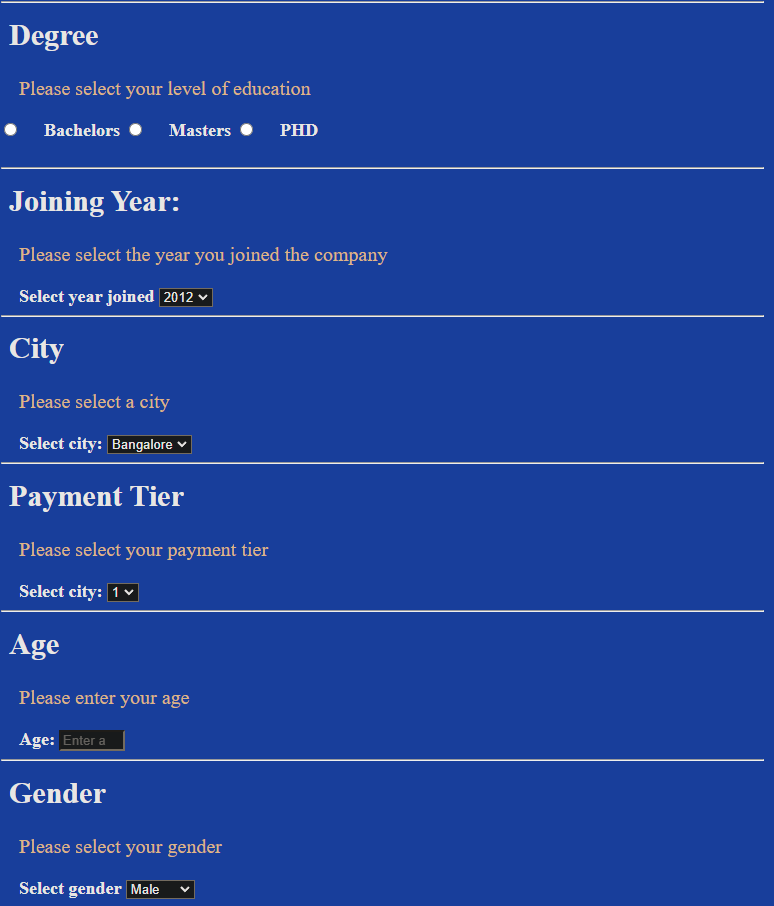 Degree
Please select your level of education
Bachelors Masters PHD
Joining Year:
Please select the year you joined the company
Select year joined 2012
City
Please select a city
Select city: Bangalore
Payment Tier
Please select your payment tier
Select city: 1
Age
Please enter your age
Age: Enter a
Gender
Please select your gender
Select gender Male